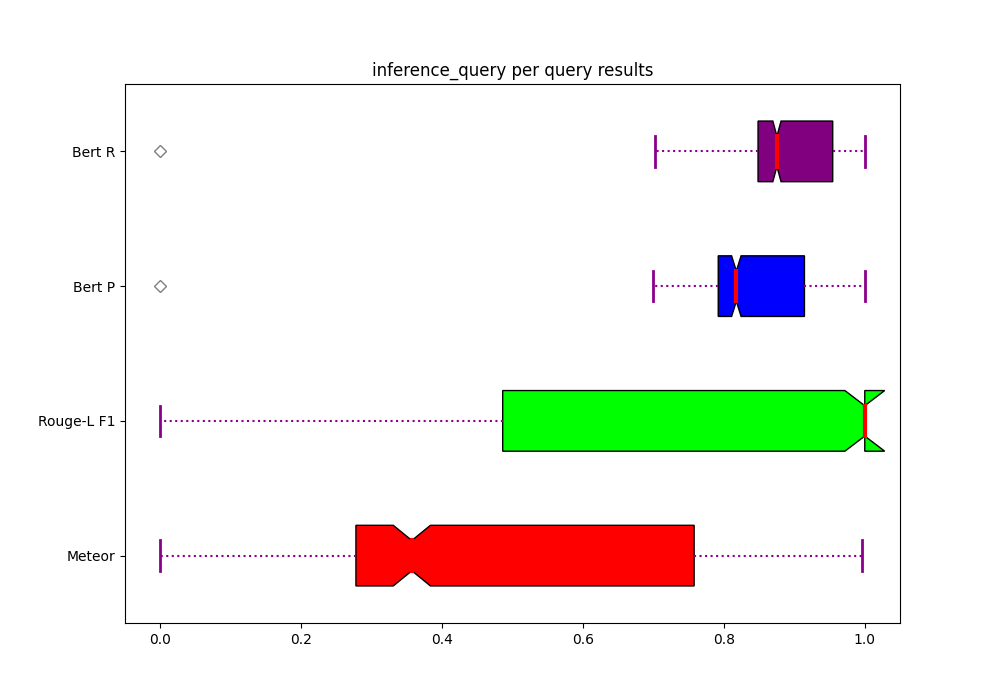 inference_query per query results
Bert R
Bert P
Rouge-L F1
Meteor
0.0 0.2 0.4 0.6 0.8 1.0